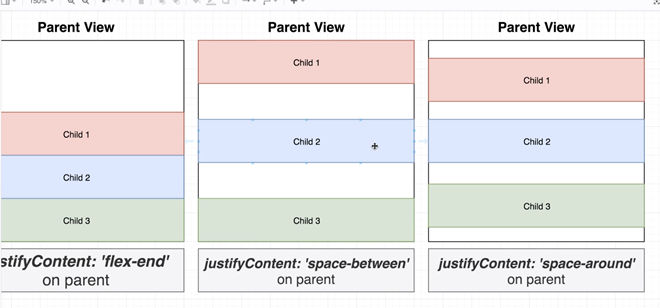 150%
Parent View
Child 1
Child 2
Child 3
stifyContent: 'flex-end'
on parent
Parent View
Child 1
Child 2
Child 3
justifyContent: 'space-between'
on parent
Parent View
Child 1
Child 2
Child 3
justifyContent: 'space-around'
on parent